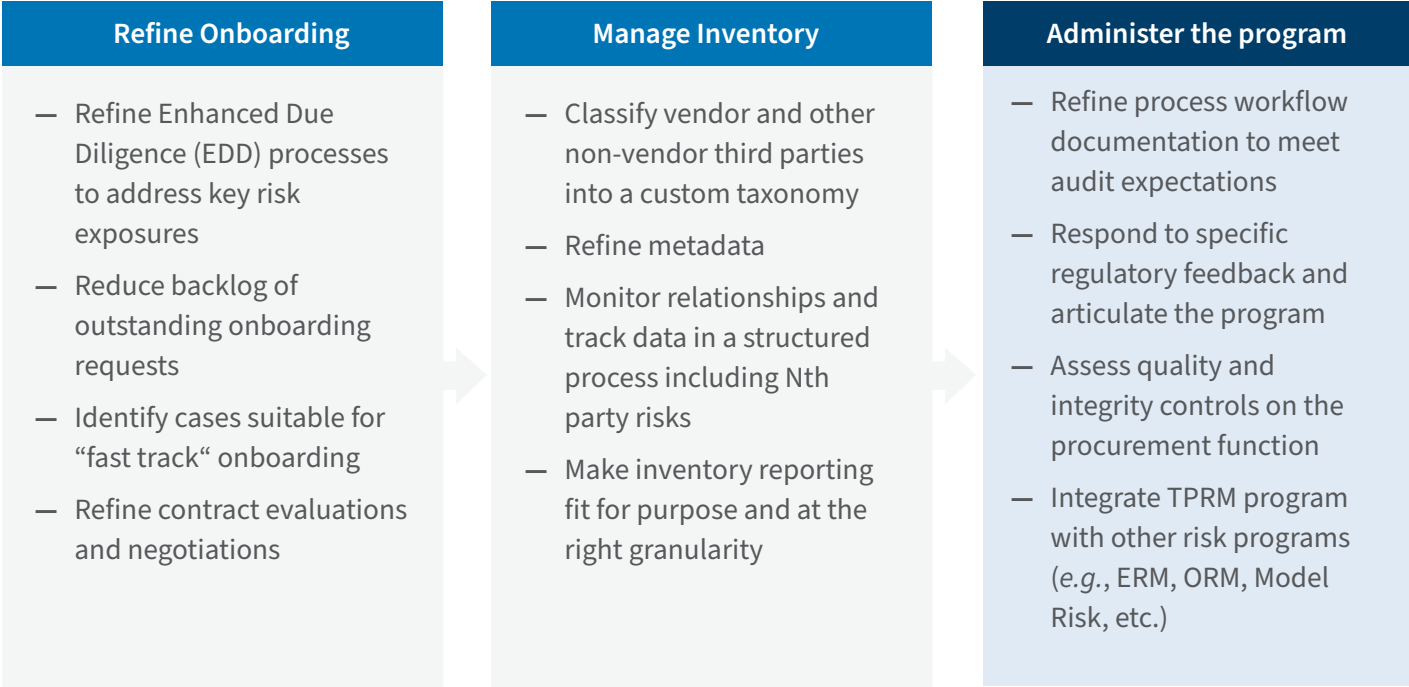 Refine Onboarding
— Refine Enhanced Due
Diligence (EDD) processes
to address key risk
exposures
— Reduce backlog of
outstanding onboarding
requests
— Identify cases suitable for
“fast track“ onboarding
— Refine contract evaluations
and negotiations
Manage Inventory
— Classify vendor and other
non-vendor third parties
into a custom taxonomy
— Refine metadata
— Monitor relationships and
track data in a structured
process including Nth
party risks
— Make inventory reporting
fit for purpose and at the
right granularity
Administer the program
— Refine process workflow
documentation to meet
audit expectations
— Respond to specific
regulatory feedback and
articulate the program
— Assess quality and
integrity controls on the
procurement function
— Integrate TPRM program
with other risk programs
(e.g., ERM, ORM, Model
Risk, etc.)